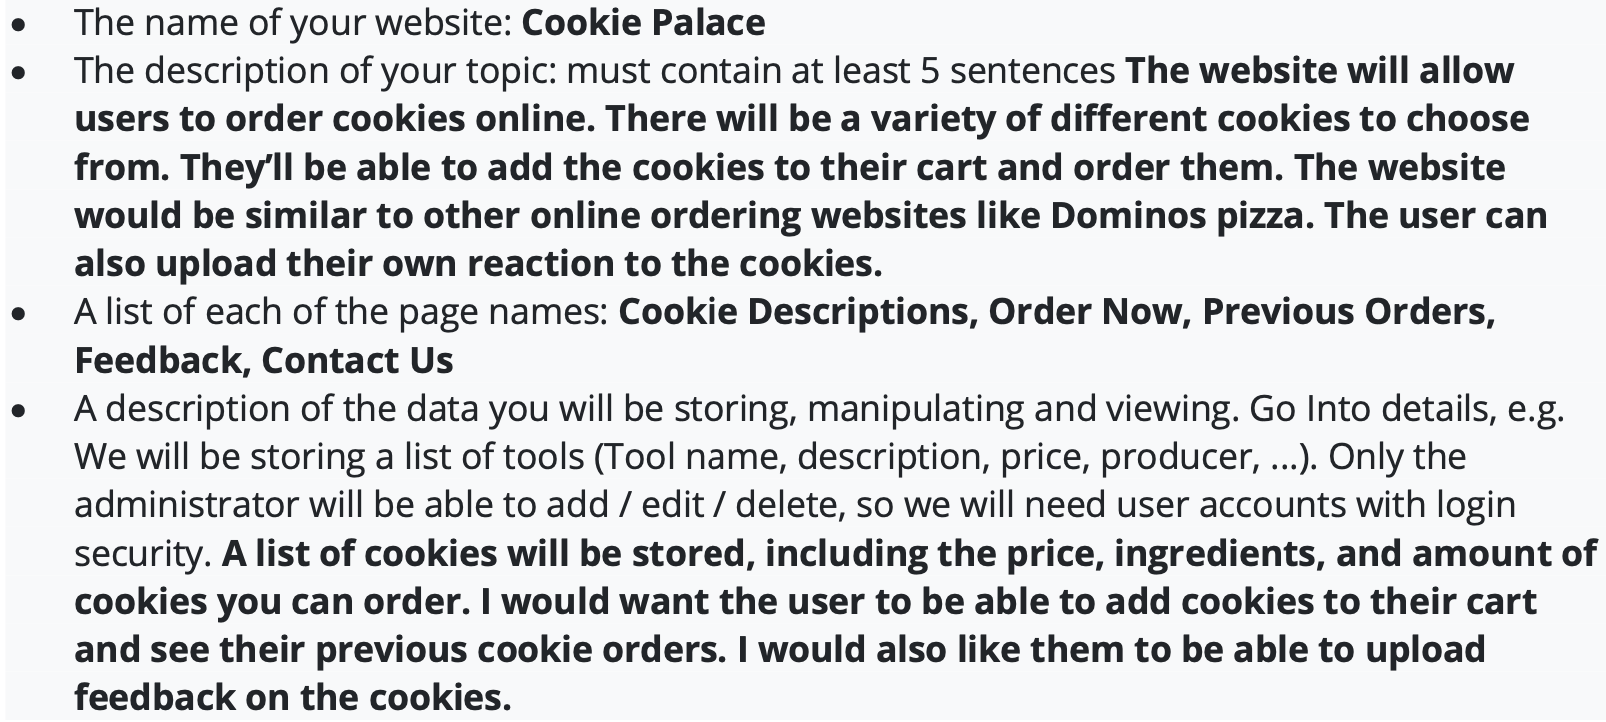 • The name of your website: Cookie Palace
• The description of your topic: must contain at least 5 sentences The website will allow
users to order cookies online. There will be a variety of different cookies to choose
from. They’ll be able to add the cookies to their cart and order them. The website
would be similar to other online ordering websites like Dominos pizza. The user can
also upload their own reaction to the cookies.
• A list of each of the page names: Cookie Descriptions, Order Now, Previous Orders,
Feedback, Contact Us
• A description of the data you will be storing, manipulating and viewing. Go Into details, e.g.
We will be storing a list of tools (Tool name, description, price, producer, ...). Only the
administrator will be able to add / edit / delete, so we will need user accounts with login
security. A list of cookies will be stored, including the price, ingredients, and amount of
cookies you can order. I would want the user to be able to add cookies to their cart
and see their previous cookie orders. I would also like them to be able to upload
feedback on the cookies.